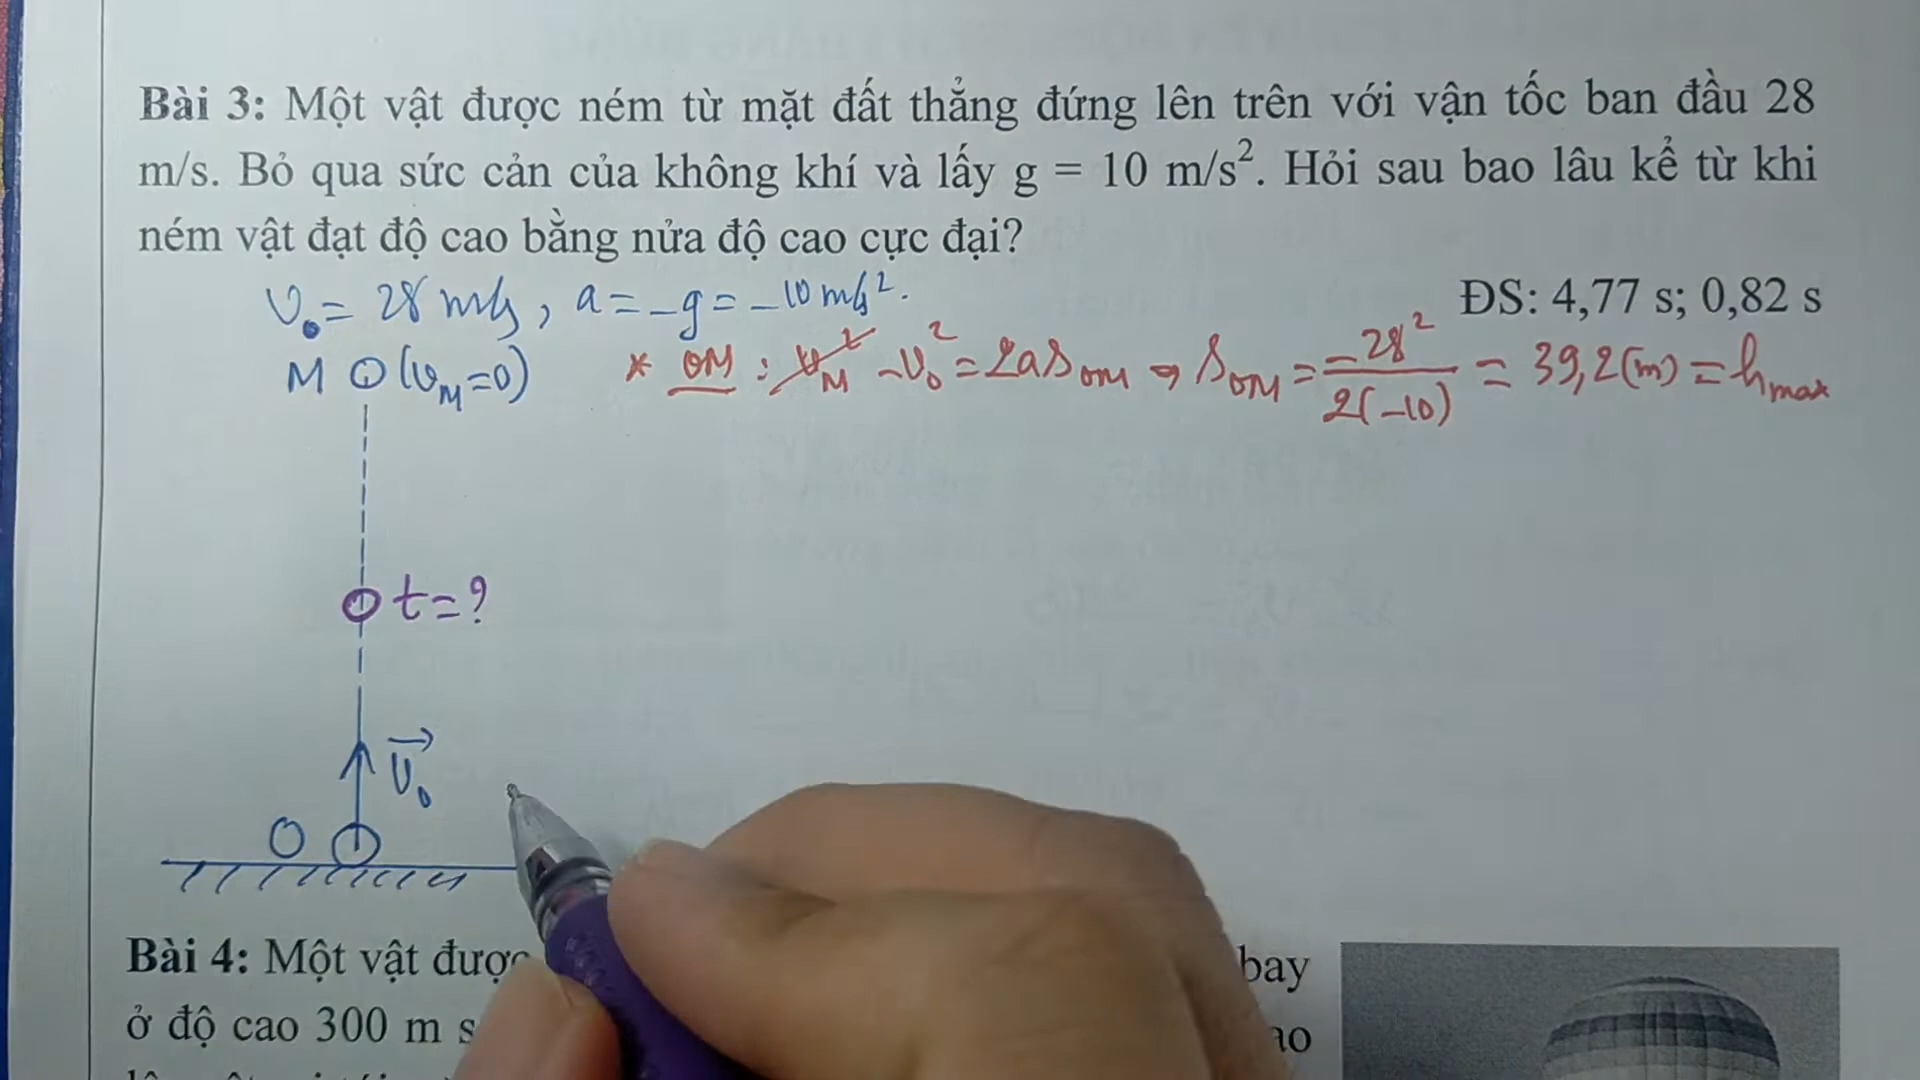 Bài 3: Một vật được ném từ mặt đất thẳng đứng lên trên với vận tốc ban đầu 28
m/s. Bỏ qua sức cản của không khí và lấy g = 10 m/s². Hỏi sau bao lâu kể từ khi
ném vật đạt độ cao bằng nửa độ cao cực đại?
ĐS: 4,77 s; 0,82 s
v₀ = 28 m/s, a = -g = -10 m/s².
M (v_M = 0)
* OM: v_M² - v₀² = 2as_OM ⇒ s_OM = -28² / 2(-10) = 39,2 (m) = h_max
t = ?
v₀
O
Bài 4: Một vật được bay
ở độ cao 300 m